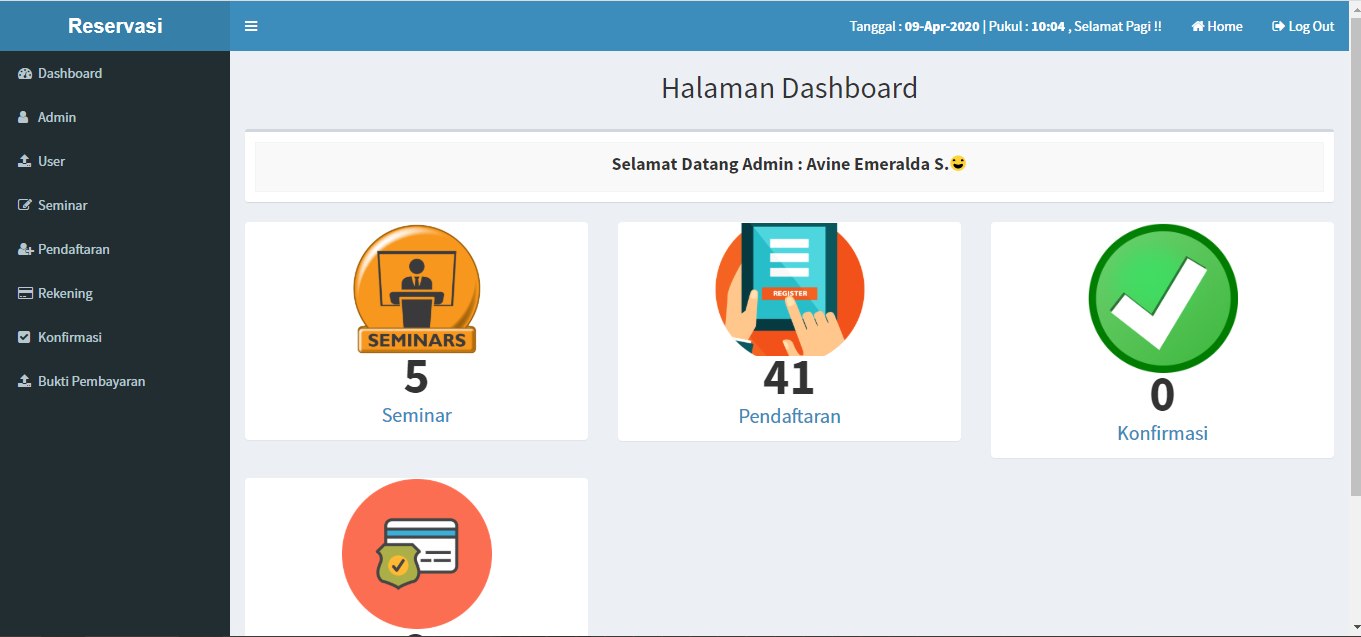 Reservasi
Tanggal : 09-Apr-2020 | Pukul : 10:04 , Selamat Pagi !!
Home
Log Out
Dashboard
Admin
User
Seminar
Pendaftaran
Rekening
Konfirmasi
Bukti Pembayaran
Halaman Dashboard
Selamat Datang Admin : Avine Emeralda S.
SEMINARS
5
Seminar
REGISTER
41
Pendaftaran
0
Konfirmasi